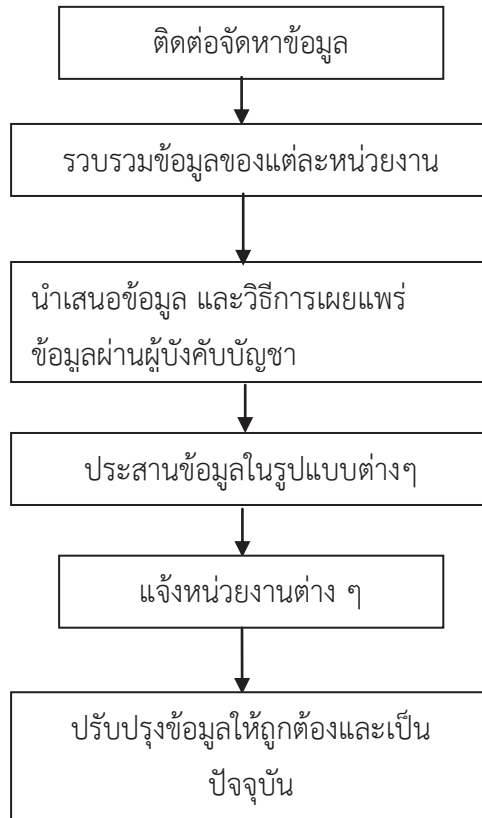 ติดต่อจัดหาข้อมูล
รวบรวมข้อมูลของแต่ละหน่วยงาน
นำเสนอข้อมูล และวิธีการเผยแพร่
ข้อมูลผ่านผู้บังคับบัญชา
ประสานข้อมูลในรูปแบบต่างๆ
แจ้งหน่วยงานต่าง ๆ
ปรับปรุงข้อมูลให้ถูกต้องและเป็น
ปัจจุบัน